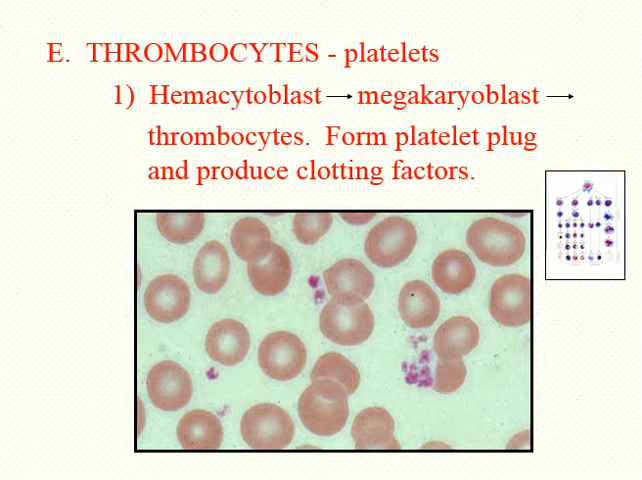 E. THROMBOCYTES - platelets
1) Hemacytoblast → megakaryoblast →
thrombocytes. Form platelet plug
and produce clotting factors.